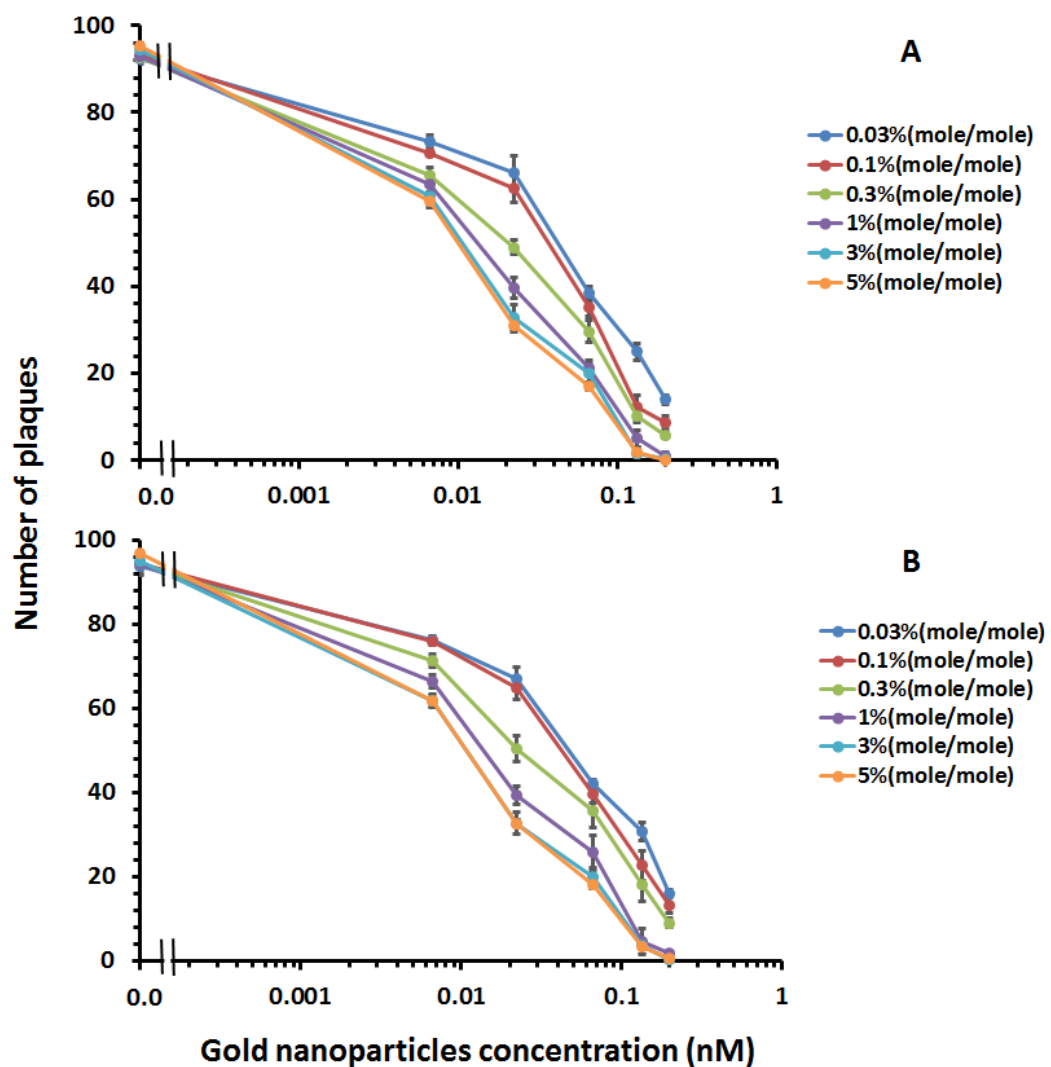 100
80
60
40
20
0
0.0
0.001
0.01
0.1
1
A
0.03%(mole/mole)
0.1%(mole/mole)
0.3%(mole/mole)
1%(mole/mole)
3%(mole/mole)
5%(mole/mole)
Number of plaques
100
80
60
40
20
0
0.0
0.001
0.01
0.1
1
B
0.03%(mole/mole)
0.1%(mole/mole)
0.3%(mole/mole)
1%(mole/mole)
3%(mole/mole)
5%(mole/mole)
Gold nanoparticles concentration (nM)